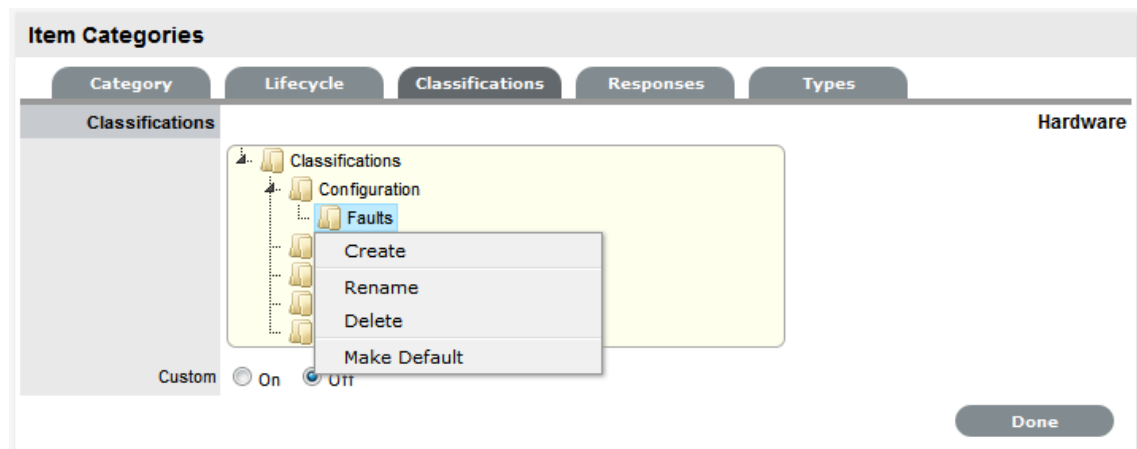 Item Categories
Category Lifecycle Classifications Responses Types
Classifications Hardware
Classifications
Configuration
Faults
Create
Rename
Delete
Make Default
Custom On Off
Done